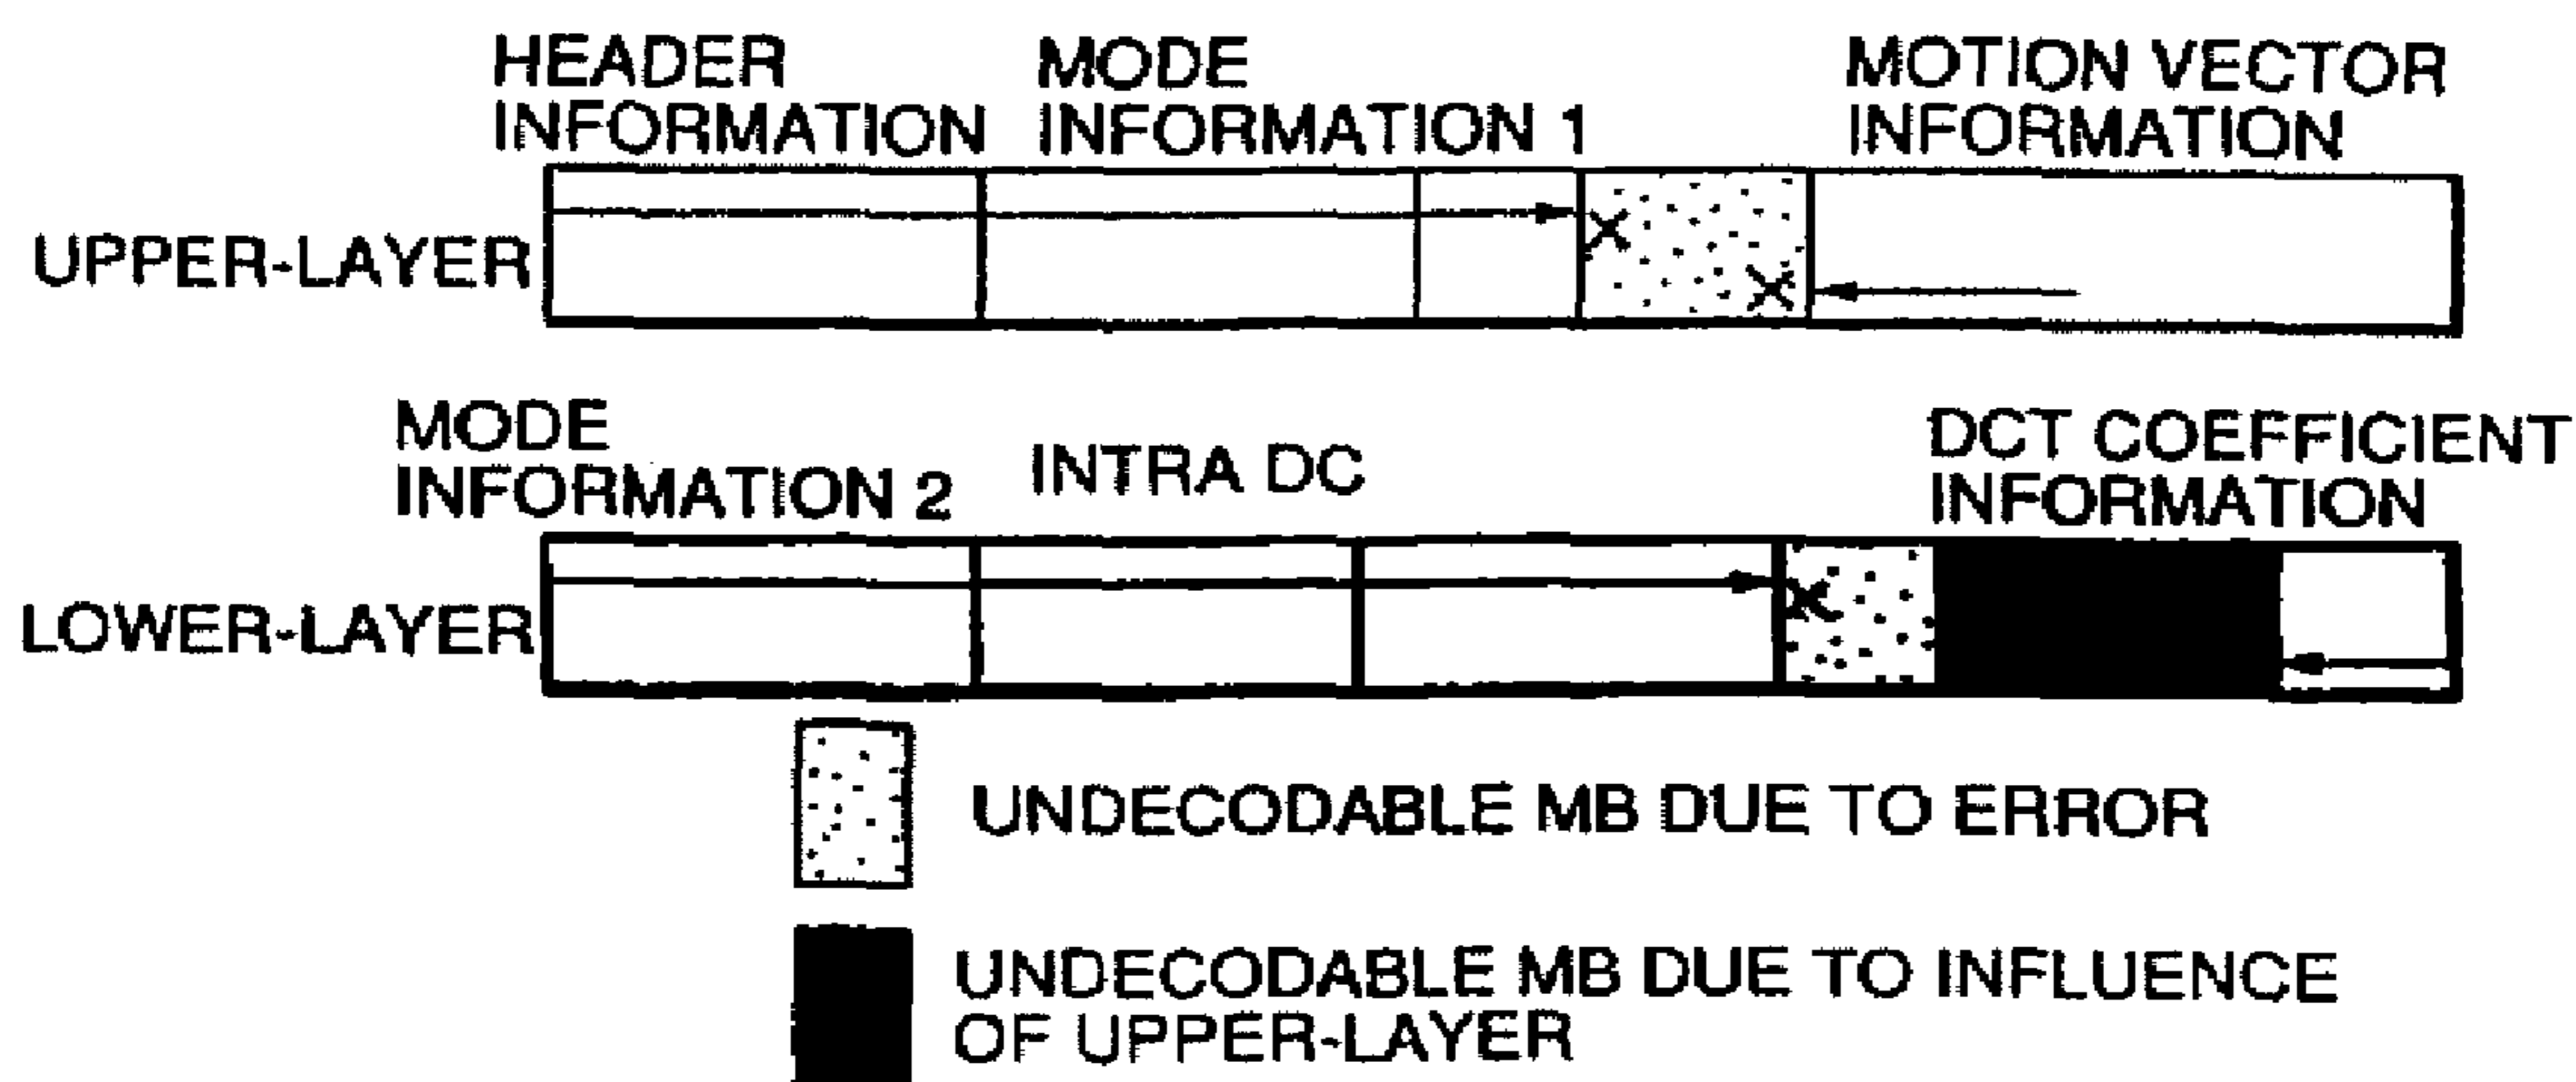 HEADER
INFORMATION
MODE
INFORMATION 1
MOTION VECTOR
INFORMATION
UPPER-LAYER
MODE
INFORMATION 2
INTRA DC
DCT COEFFICIENT
INFORMATION
LOWER-LAYER
UNDECODABLE MB DUE TO ERROR
UNDECODABLE MB DUE TO INFLUENCE
OF UPPER-LAYER